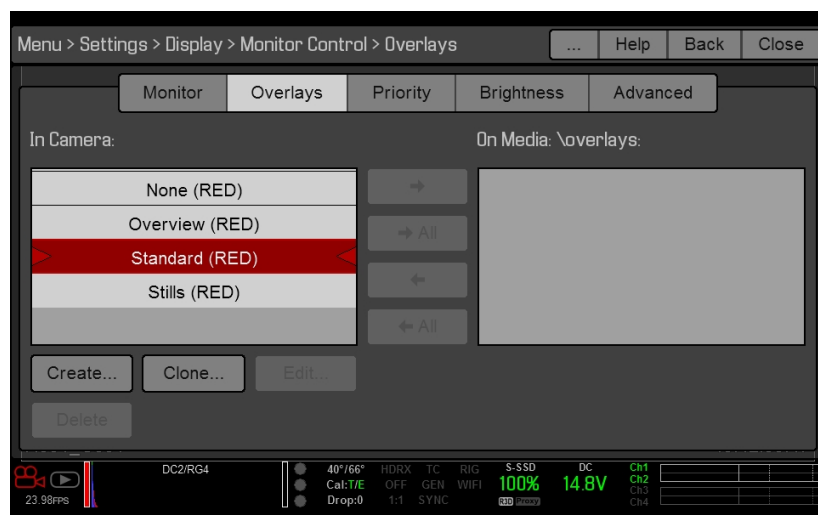 Menu > Settings > Display > Monitor Control > Overlays
... Help Back Close
Monitor Overlays Priority Brightness Advanced
In Camera:
On Media: \overlays:
None (RED)
Overview (RED)
Standard (RED)
Stills (RED)
→
→ All
←
← All
Create... Clone... Edit...
Delete
DC2/RG4
23.98FPS
40°/66° HDRX TC RIG S-SSD DC Ch1
Cal:T/E OFF GEN WIFI 100% 14.8V Ch2
Ch3
Drop:0 1:1 SYNC R3D Proxy Ch4